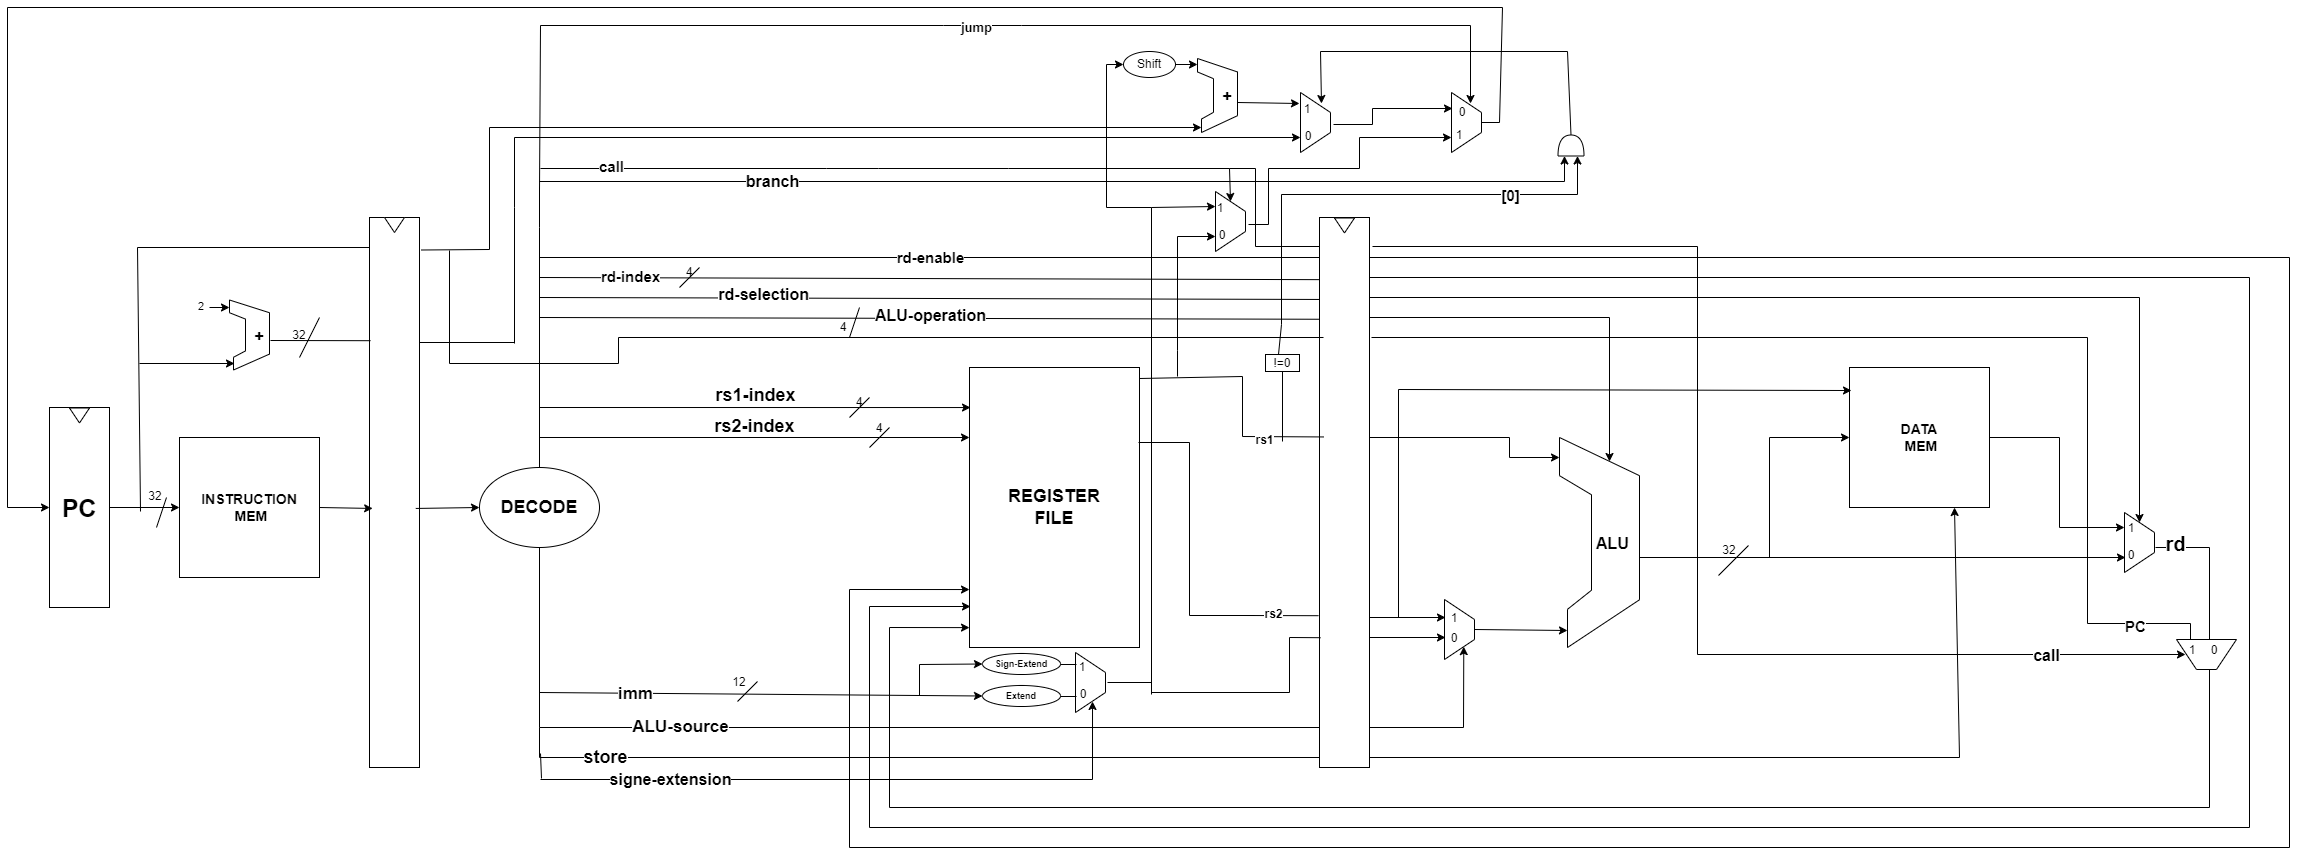 jump
Shift
+
1
0
0
1
call
branch
[0]
1
0
rd-enable
rd-index
4
rd-selection
ALU-operation
4
2
+
32
!=0
rs1-index
4
rs2-index
4
rs1
PC
32
INSTRUCTION
MEM
DECODE
REGISTER
FILE
DATA
MEM
ALU
32
1
0
rd
rs2
1
0
PC
1
0
call
Sign-Extend
Extend
1
0
imm
12
ALU-source
store
signe-extension